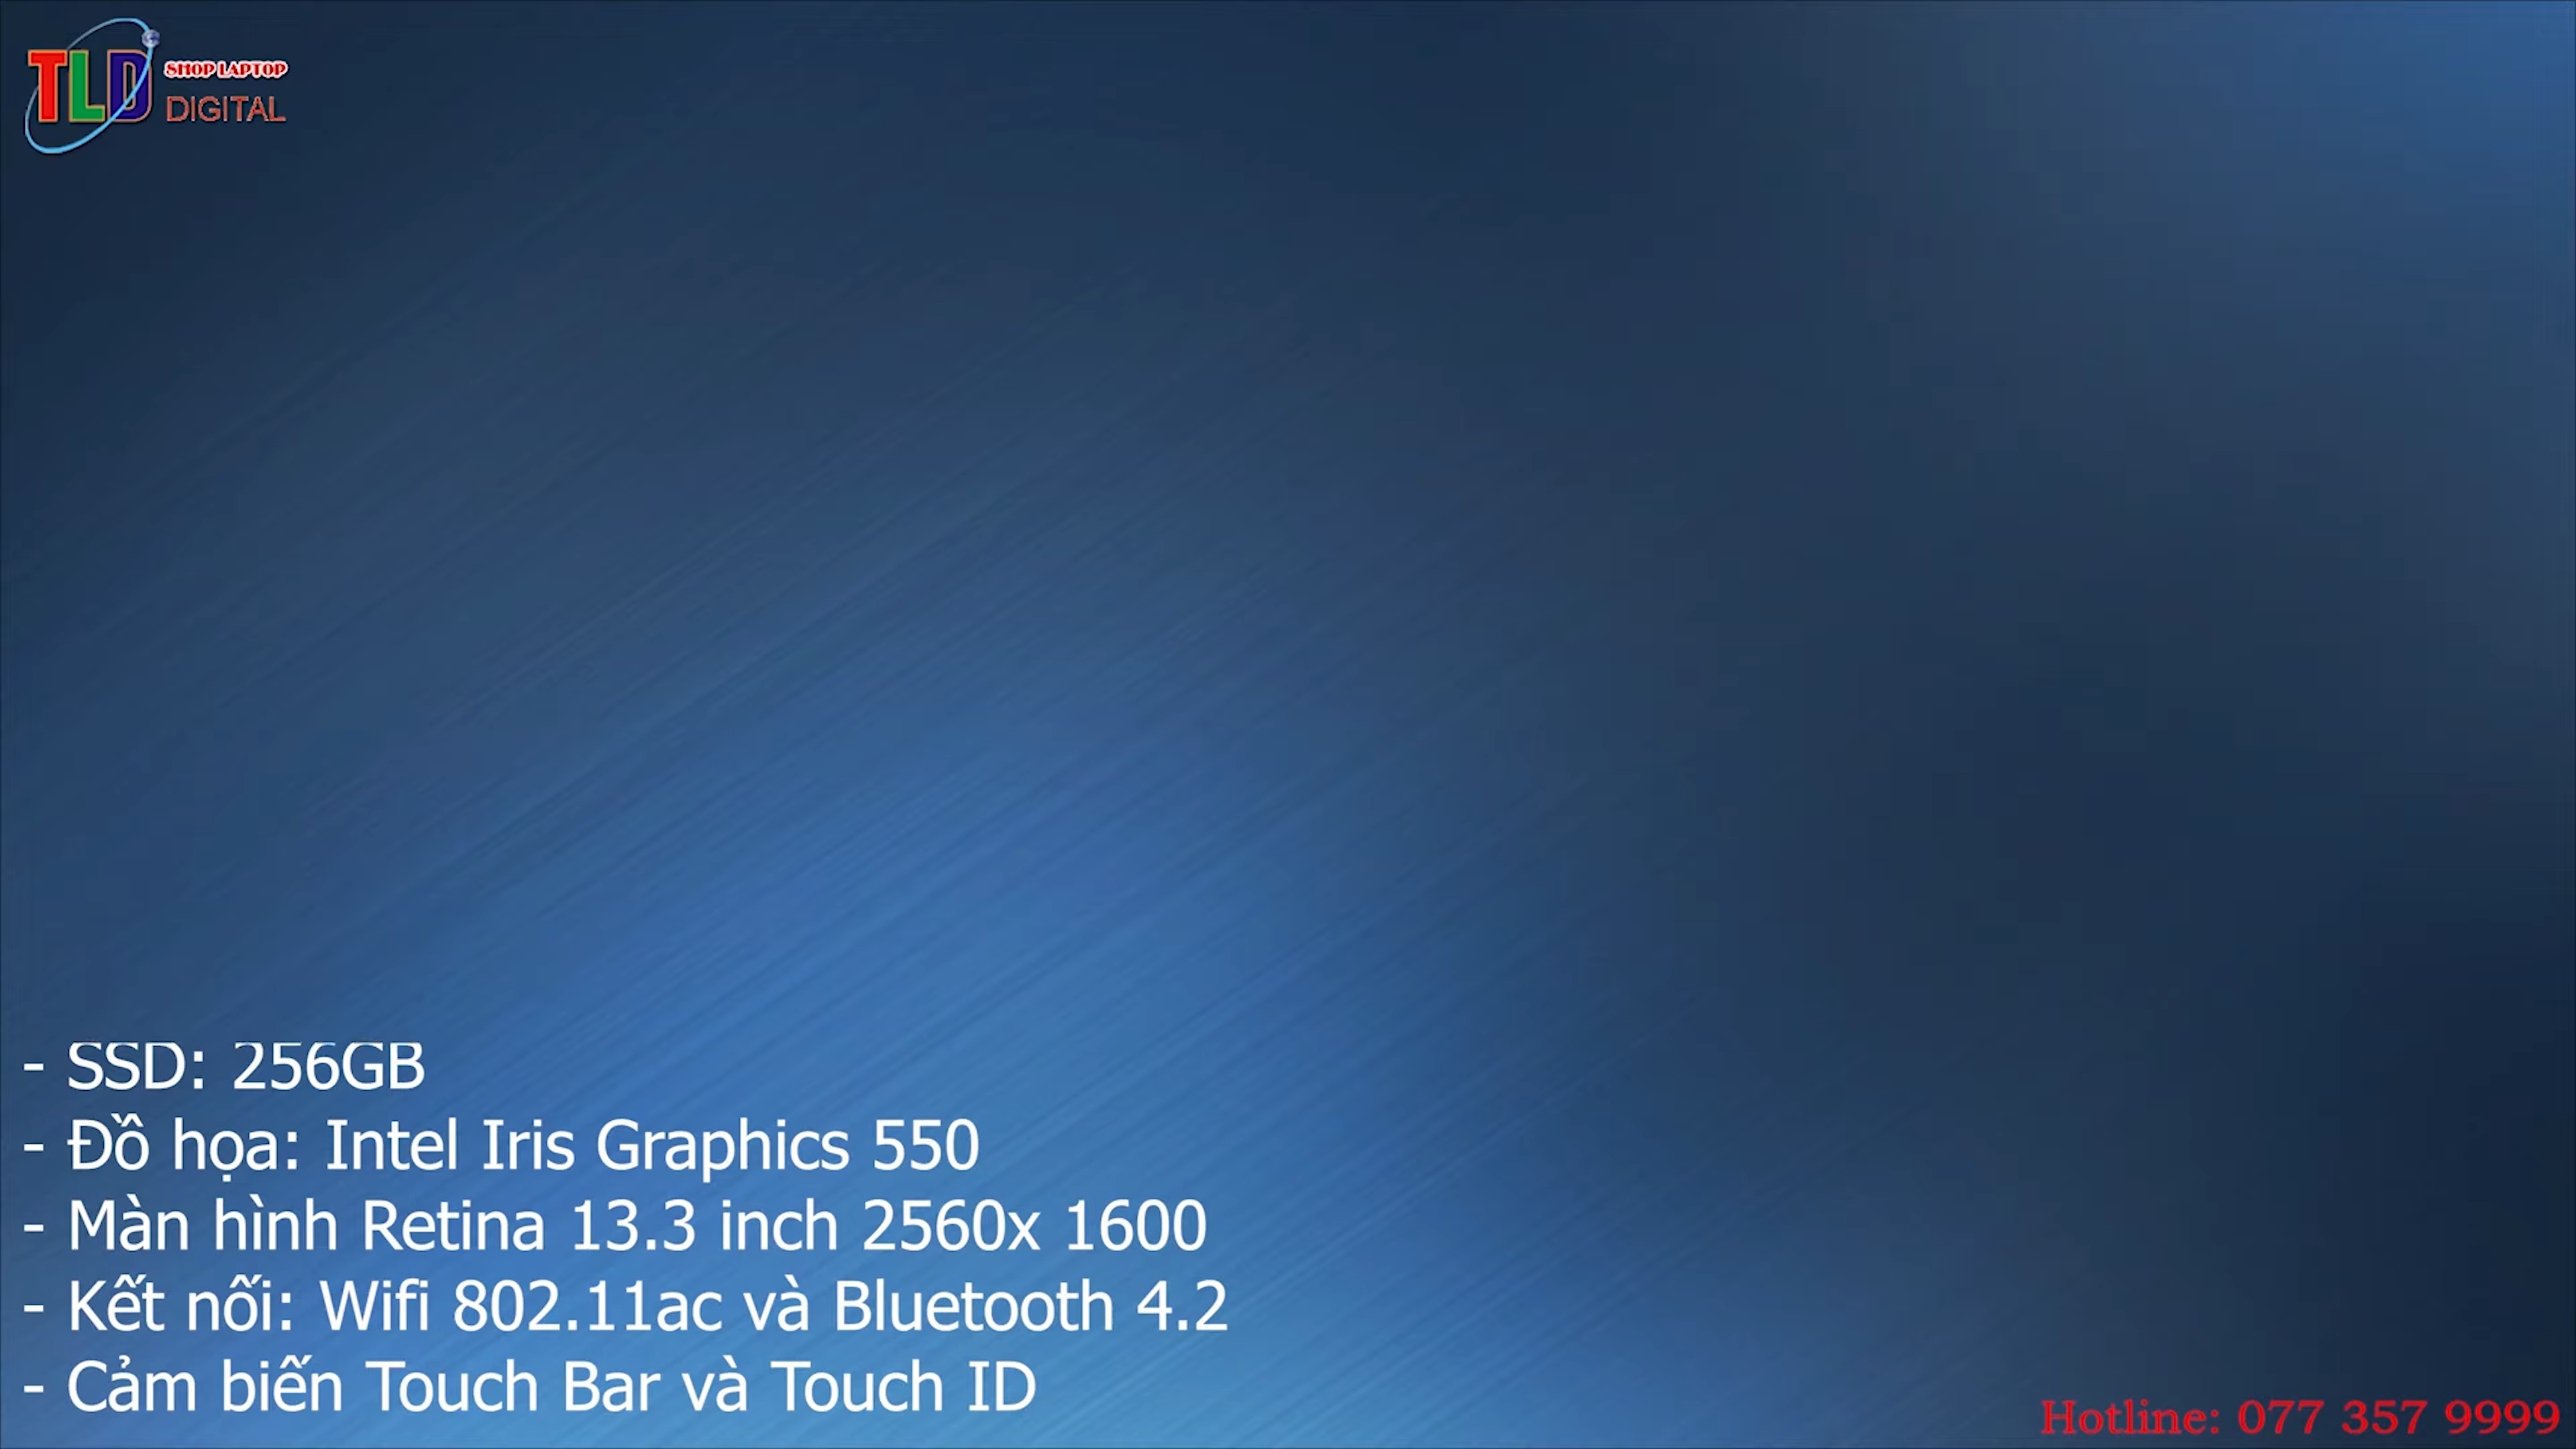 TLD
SHOP LAPTOP
DIGITAL
- SSD: 256GB
- Đồ họa: Intel Iris Graphics 550
- Màn hình Retina 13.3 inch 2560x 1600
- Kết nối: Wifi 802.11ac và Bluetooth 4.2
- Cảm biến Touch Bar và Touch ID
Hotline: 077 357 9999